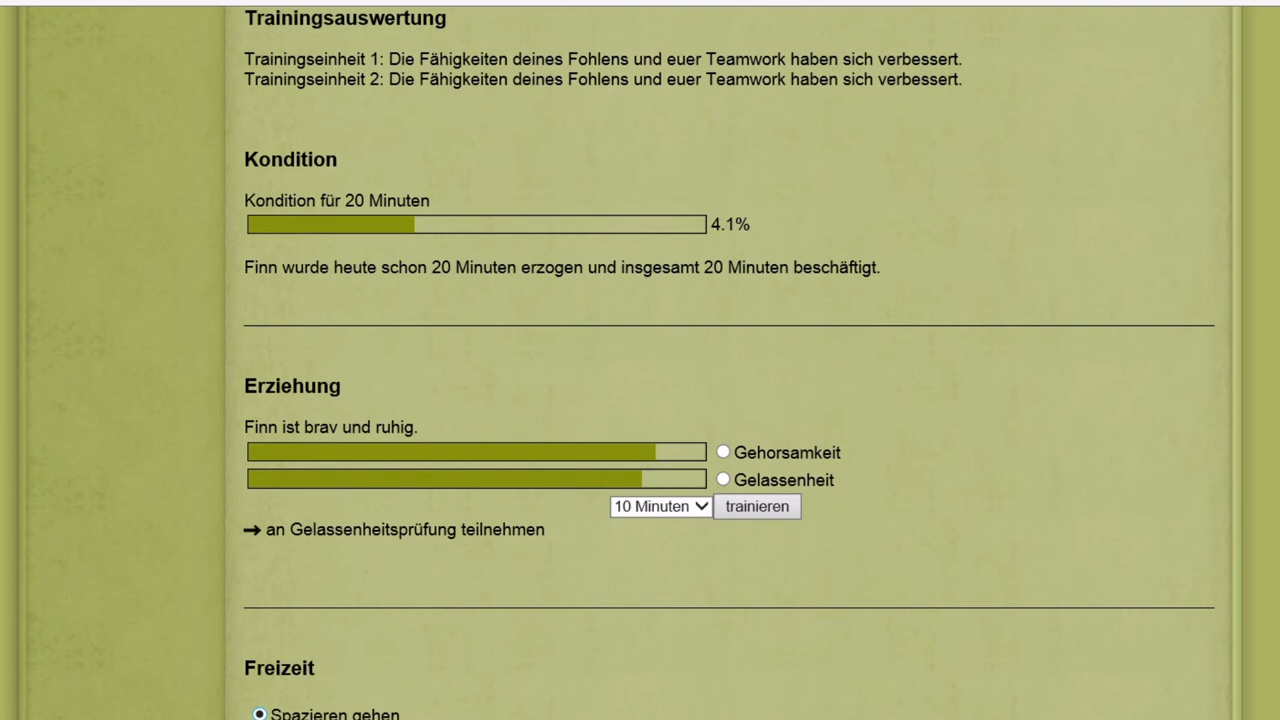 Trainingsauswertung
Trainingseinheit 1: Die Fähigkeiten deines Fohlens und euer Teamwork haben sich verbessert.
Trainingseinheit 2: Die Fähigkeiten deines Fohlens und euer Teamwork haben sich verbessert.
Kondition
Kondition für 20 Minuten
4.1%
Finn wurde heute schon 20 Minuten erzogen und insgesamt 20 Minuten beschäftigt.
Erziehung
Finn ist brav und ruhig.
Gehorsamkeit
Gelassenheit
10 Minuten trainieren
➞ an Gelassenheitsprüfung teilnehmen
Freizeit
Spazieren gehen